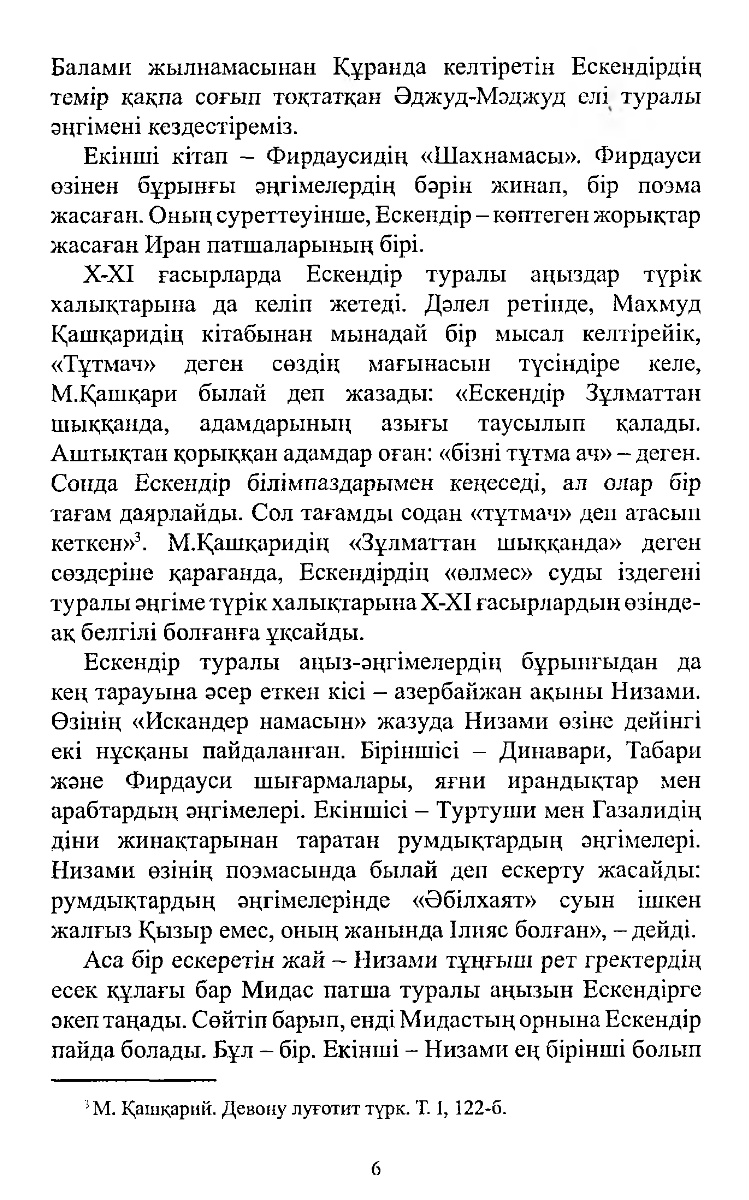 Балами жылнамасынан Құранда келтіретін Ескендірдің
темір қақпа соғып тоқтатқан Әджуд-Мәджуд елі туралы
әңгімені кездестіреміз.
Екінші кітап – Фирдаусидің «Шахнамасы». Фирдауси
өзінен бұрынғы әңгімелердің бәрін жинап, бір поэма
жасаған. Оның суреттеуінше, Ескендір – көптеген жорықтар
жасаған Иран патшаларының бірі.
X-XI ғасырларда Ескендір туралы аңыздар түрік
халықтарына да келіп жетеді. Дәлел ретінде, Махмуд
Қашқаридің кітабынан мынадай бір мысал келтірейік,
«Тұтмач» деген сөздің мағынасын түсіндіре келе,
М.Қашқари былай деп жазады: «Ескендір Зұлматтан
шыққанда, адамдарының азығы таусылып қалады.
Аштықтан қорыққан адамдар оған: «бізні тұтма ач» – деген.
Сонда Ескендір білімпаздарымен кеңеседі, ал олар бір
тағам даярлайды. Сол тағамды содан «тұтмач» деп атасып
кеткен»³. М.Қашқаридің «Зұлматтан шыққанда» деген
сөздеріне қарағанда, Ескендірдің «өлмес» суды іздегені
туралы әңгіме түрік халықтарына X-XI ғасырлардың өзінде-
ақ белгілі болғанға ұқсайды.
Ескендір туралы аңыз-әңгімелердің бұрынғыдан да
кең тарауына әсер еткен кісі – азербайжан ақыны Низами.
Өзінің «Искандер намасын» жазуда Низами өзіне дейінгі
екі нұсқаны пайдаланған. Біріншісі – Динавари, Табари
және Фирдауси шығармалары, яғни ирандықтар мен
арабтардың әңгімелері. Екіншісі – Туртуши мен Газалидің
діни жинақтарынан таратан румдықтардың әңгімелері.
Низами өзінің поэмасында былай деп ескерту жасайды:
румдықтардың әңгімелерінде «Әбілхаят» суын ішкен
жалғыз Қызыр емес, оның жанында Ілияс болған», – дейді.
Аса бір ескеретін жай – Низами тұңғыш рет гректердің
есек құлағы бар Мидас патша туралы аңызын Ескендірге
әкеп таңады. Сөйтіп барып, енді Мидастың орнына Ескендір
пайда болады. Бұл – бір. Екінші – Низами ең бірінші болып
³ М. Қашқарий. Девону луғотит түрк. Т. I, 122-б.
6